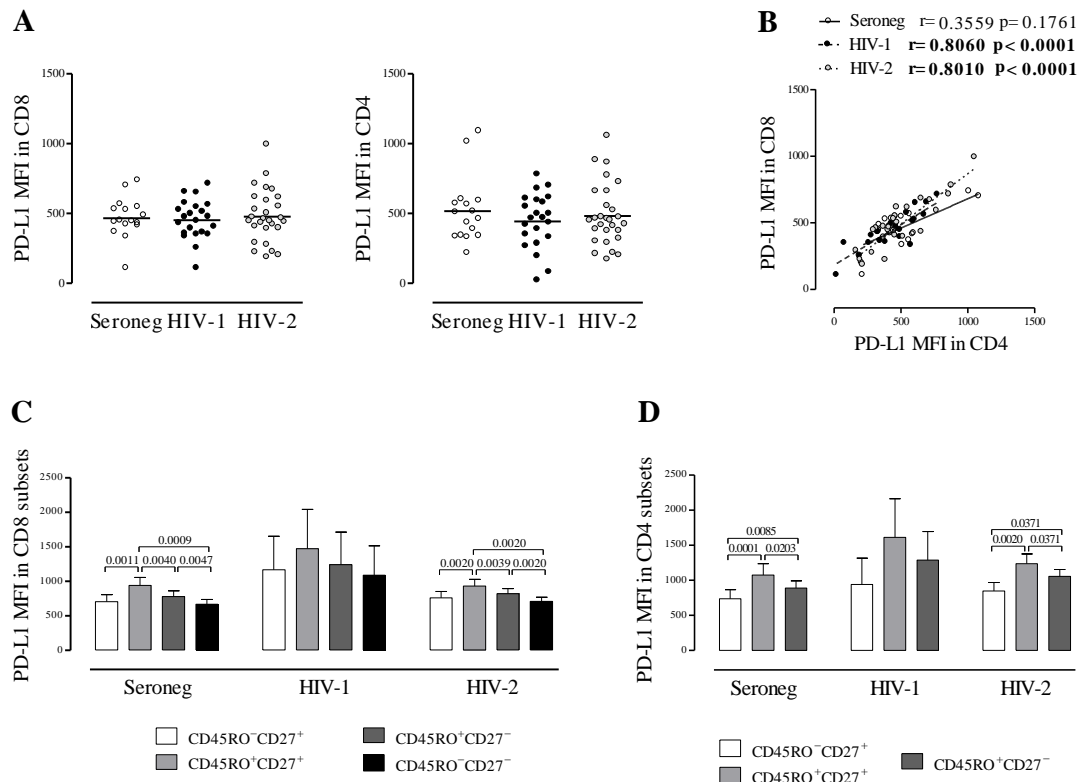 A
PD-L1 MFI in CD8
1500
1000
500
0
Seroneg HIV-1 HIV-2
PD-L1 MFI in CD4
1500
1000
500
0
Seroneg HIV-1 HIV-2
B
Seroneg r= 0.3559 p= 0.1761
HIV-1 r= 0.8060 p< 0.0001
HIV-2 r= 0.8010 p< 0.0001
PD-L1 MFI in CD8
1500
1000
500
0
0 500 1000 1500
PD-L1 MFI in CD4
C
PD-L1 MFI in CD8 subsets
2500
2000
1500
1000
500
0
0.0009
0.0011 0.0040 0.0047
0.0020
0.0020 0.0039 0.0020
Seroneg HIV-1 HIV-2
CD45RO⁻CD27⁺
CD45RO⁺CD27⁺
CD45RO⁺CD27⁻
CD45RO⁻CD27⁻
D
PD-L1 MFI in CD4 subsets
2500
2000
1500
1000
500
0
0.0085
0.0001 0.0203
0.0371
0.0020 0.0371
Seroneg HIV-1 HIV-2
CD45RO⁻CD27⁺
CD45RO⁺CD27⁺
CD45RO⁺CD27⁻